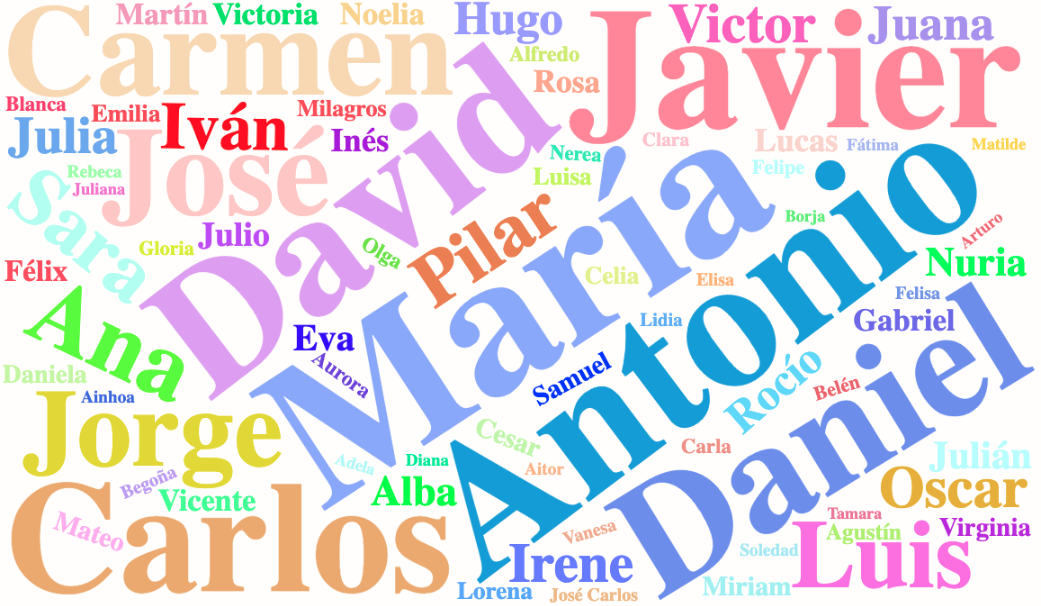 Carmen
Martín
Victoria
Noelia
Hugo
Javier
Victor
Juana
Alfredo
Rosa
Blanca
Emilia
Iván
Milagros
Julia
José
Inés
David
Nerea
Clara
Lucas
Fátima
Matilde
Rebeca
Juliana
Luisa
Felipe
Sara
Gloria
Julio
Olga
Pilar
María
Antonio
Borja
Arturo
Félix
Celia
Elisa
Nuria
Ana
Eva
Lidia
Felisa
Gabriel
Aurora
Samuel
Rocío
Daniel
Belén
Daniela
Ainhoa
Jorge
Cesar
Carla
Adela
Diana
Aitor
Julián
Begoña
Vicente
Alba
Oscar
Carlos
Mateo
Vanesa
Tamara
Agustín
Virginia
Irene
Soledad
Luis
Lorena
José Carlos
Miriam